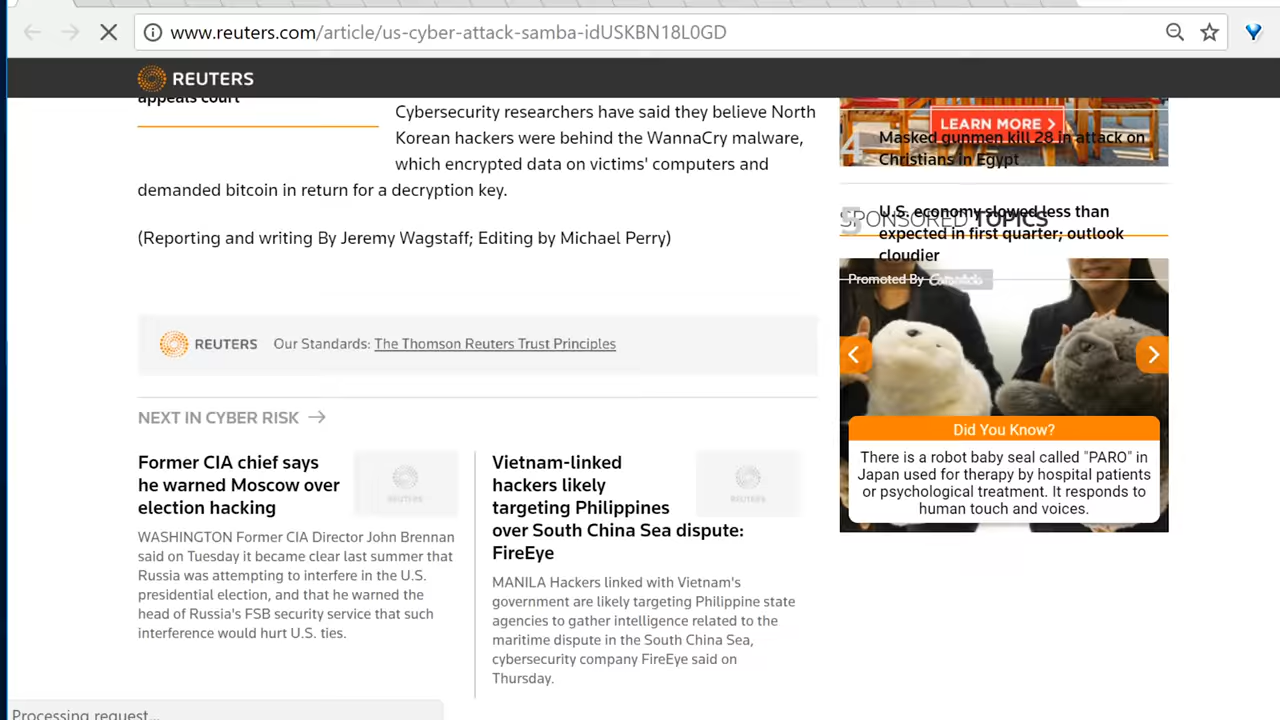 www.reuters.com/article/us-cyber-attack-samba-idUSKBN18L0GD
REUTERS
appeals court
Cybersecurity researchers have said they believe North
Korean hackers were behind the WannaCry malware,
which encrypted data on victims' computers and
demanded bitcoin in return for a decryption key.
(Reporting and writing By Jeremy Wagstaff; Editing by Michael Perry)
REUTERS Our Standards: The Thomson Reuters Trust Principles
NEXT IN CYBER RISK
Former CIA chief says
he warned Moscow over
election hacking
REUTERS
WASHINGTON Former CIA Director John Brennan
said on Tuesday it became clear last summer that
Russia was attempting to interfere in the U.S.
presidential election, and that he warned the
head of Russia's FSB security service that such
interference would hurt U.S. ties.
Vietnam-linked
hackers likely
targeting Philippines
over South China Sea dispute:
FireEye
REUTERS
MANILA Hackers linked with Vietnam's
government are likely targeting Philippine state
agencies to gather intelligence related to the
maritime dispute in the South China Sea,
cybersecurity company FireEye said on
Thursday.
LEARN MORE >
4
Masked gunmen kill 28 in attack on
Christians in Egypt
5
U.S. economy slowed less than
expected in first quarter; outlook
cloudier
SPONSORED TOPICS
Promoted By
Did You Know?
There is a robot baby seal called "PARO" in
Japan used for therapy by hospital patients
or psychological treatment. It responds to
human touch and voices.
Processing request...